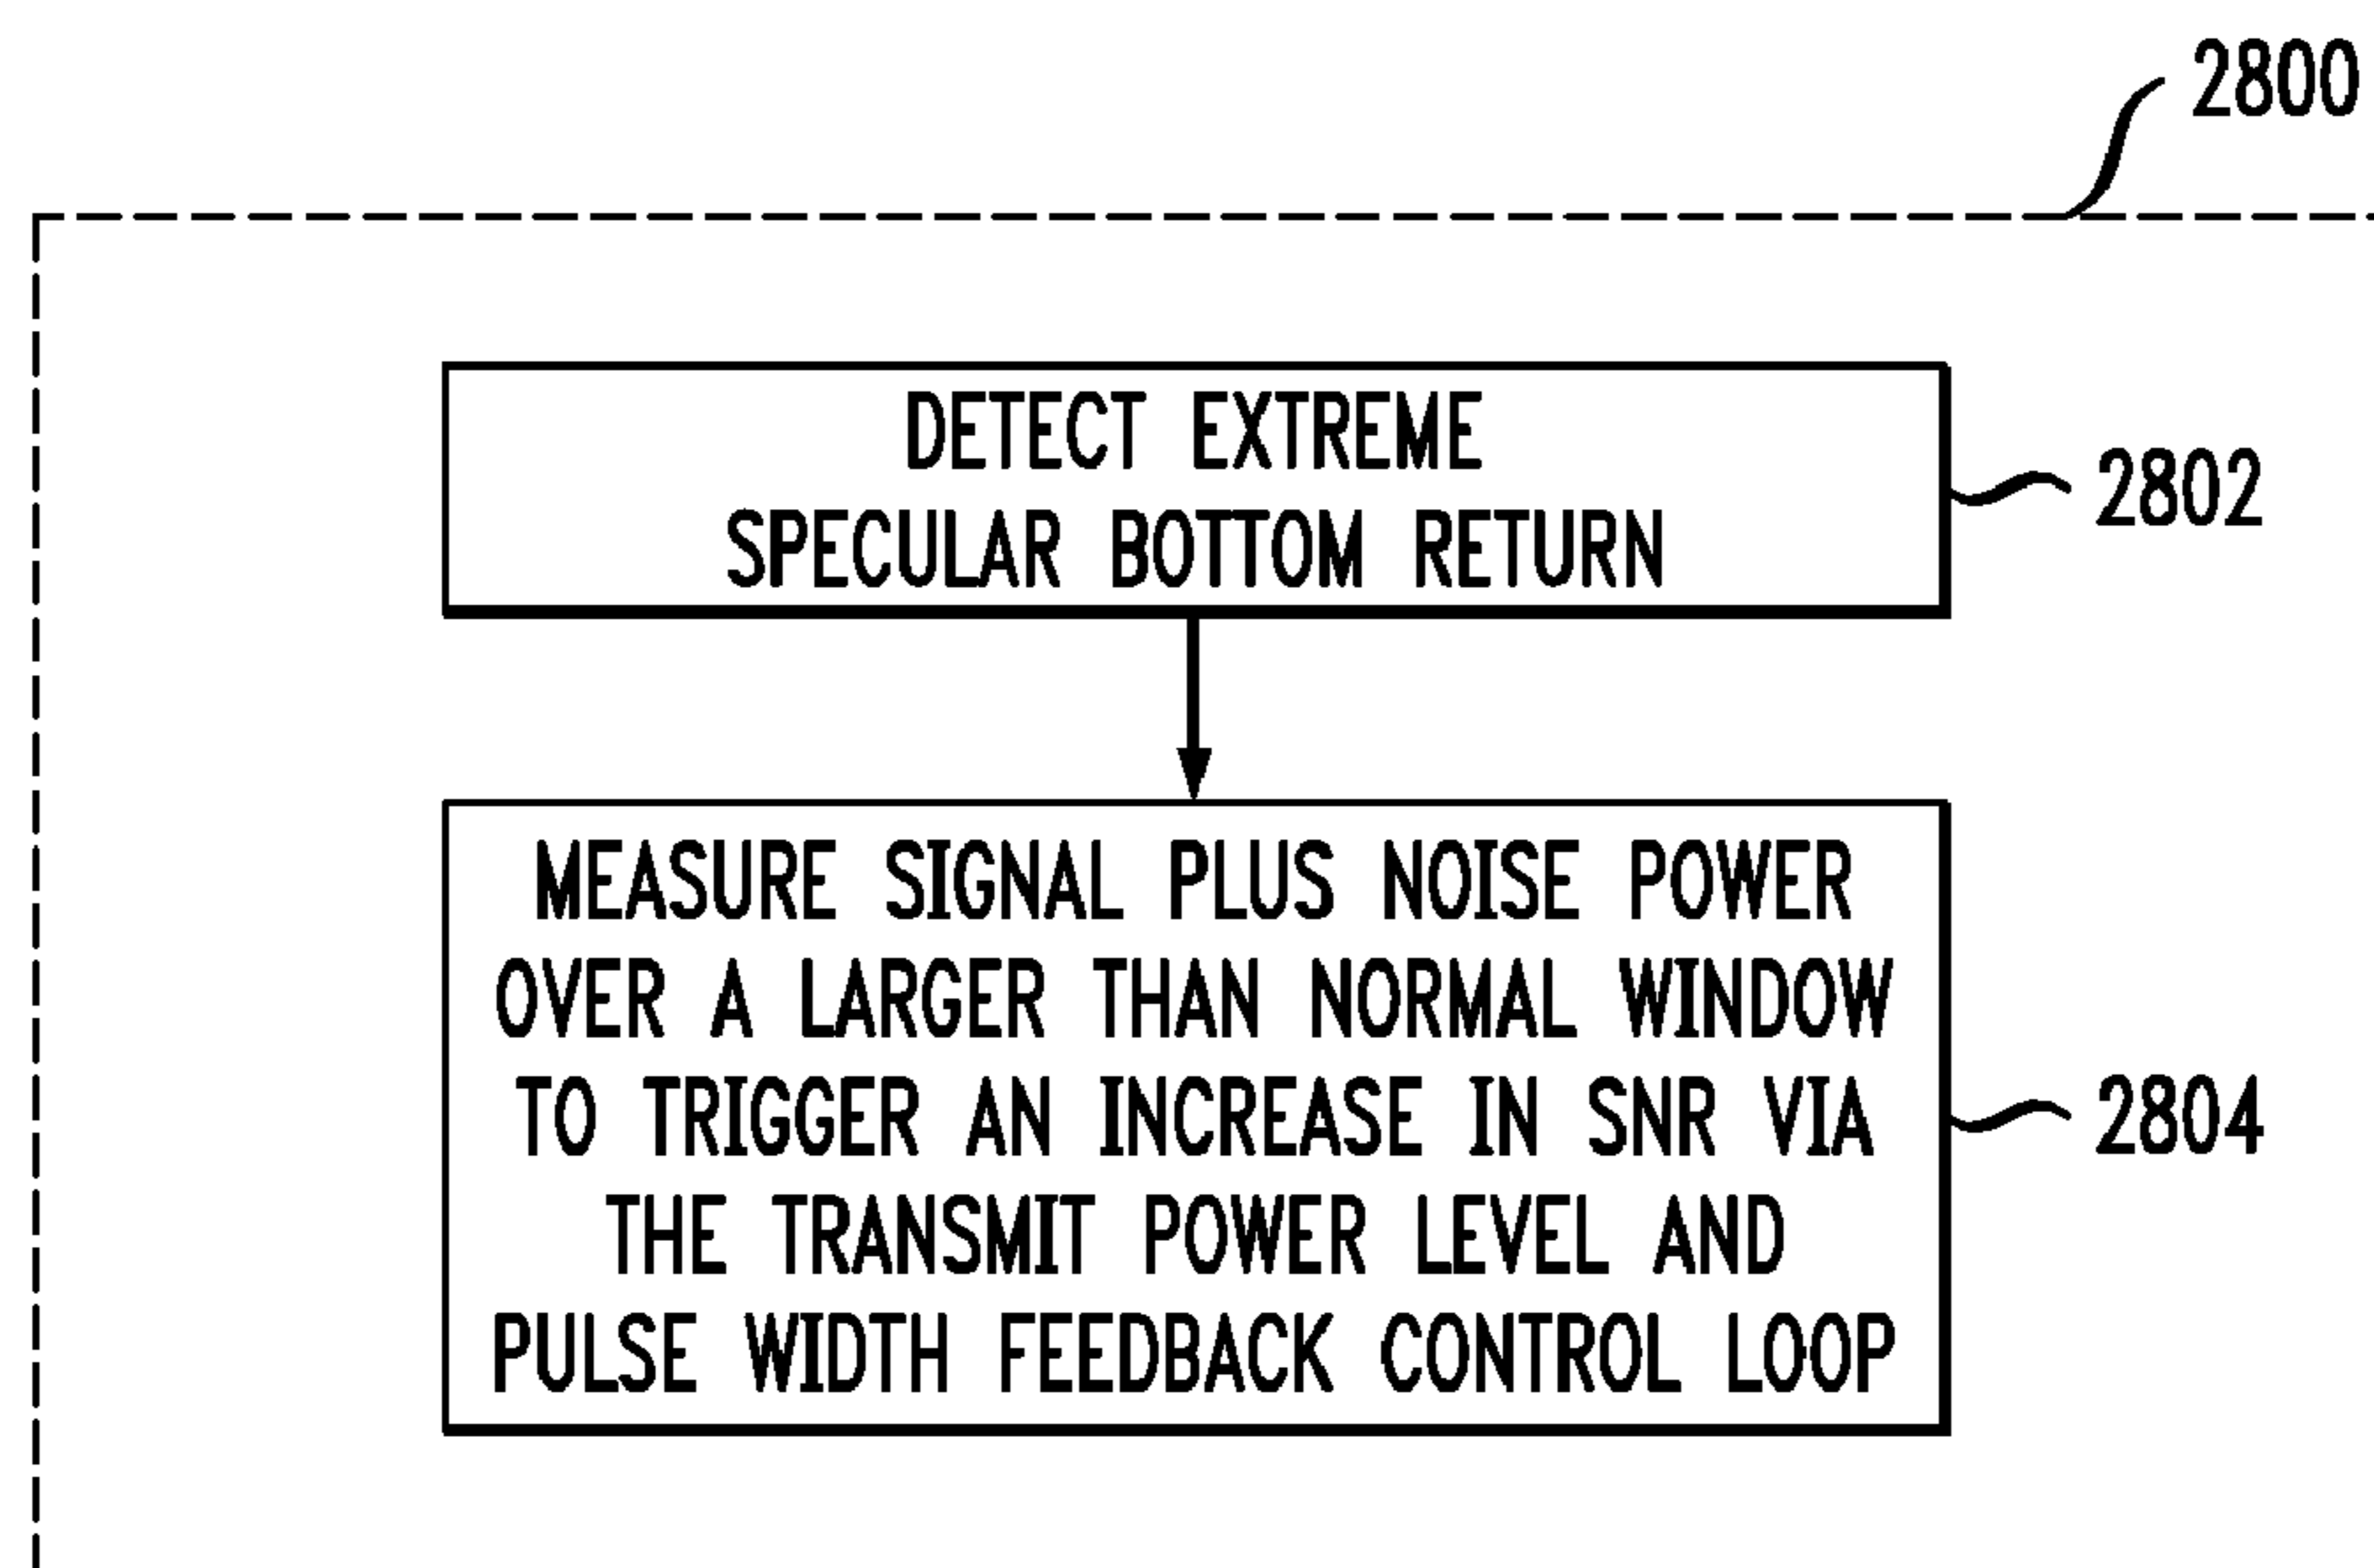 2800
DETECT EXTREME
SPECULAR BOTTOM RETURN
2802
MEASURE SIGNAL PLUS NOISE POWER
OVER A LARGER THAN NORMAL WINDOW
TO TRIGGER AN INCREASE IN SNR VIA
THE TRANSMIT POWER LEVEL AND
PULSE WIDTH FEEDBACK CONTROL LOOP
2804